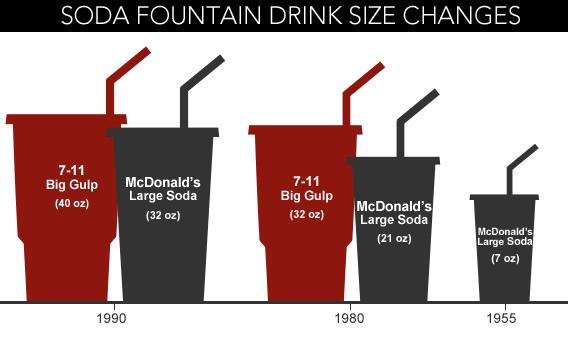 SODA FOUNTAIN DRINK SIZE CHANGES
7-11
Big Gulp
(40 oz)
McDonald's
Large Soda
(32 oz)
7-11
Big Gulp
(32 oz)
McDonald's
Large Soda
(21 oz)
McDonald's
Large Soda
(7 oz)
1990
1980
1955